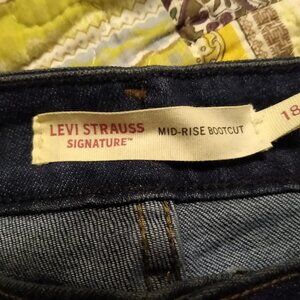 LEVI STRAUSS
SIGNATURE™
MID-RISE BOOTCUT
18